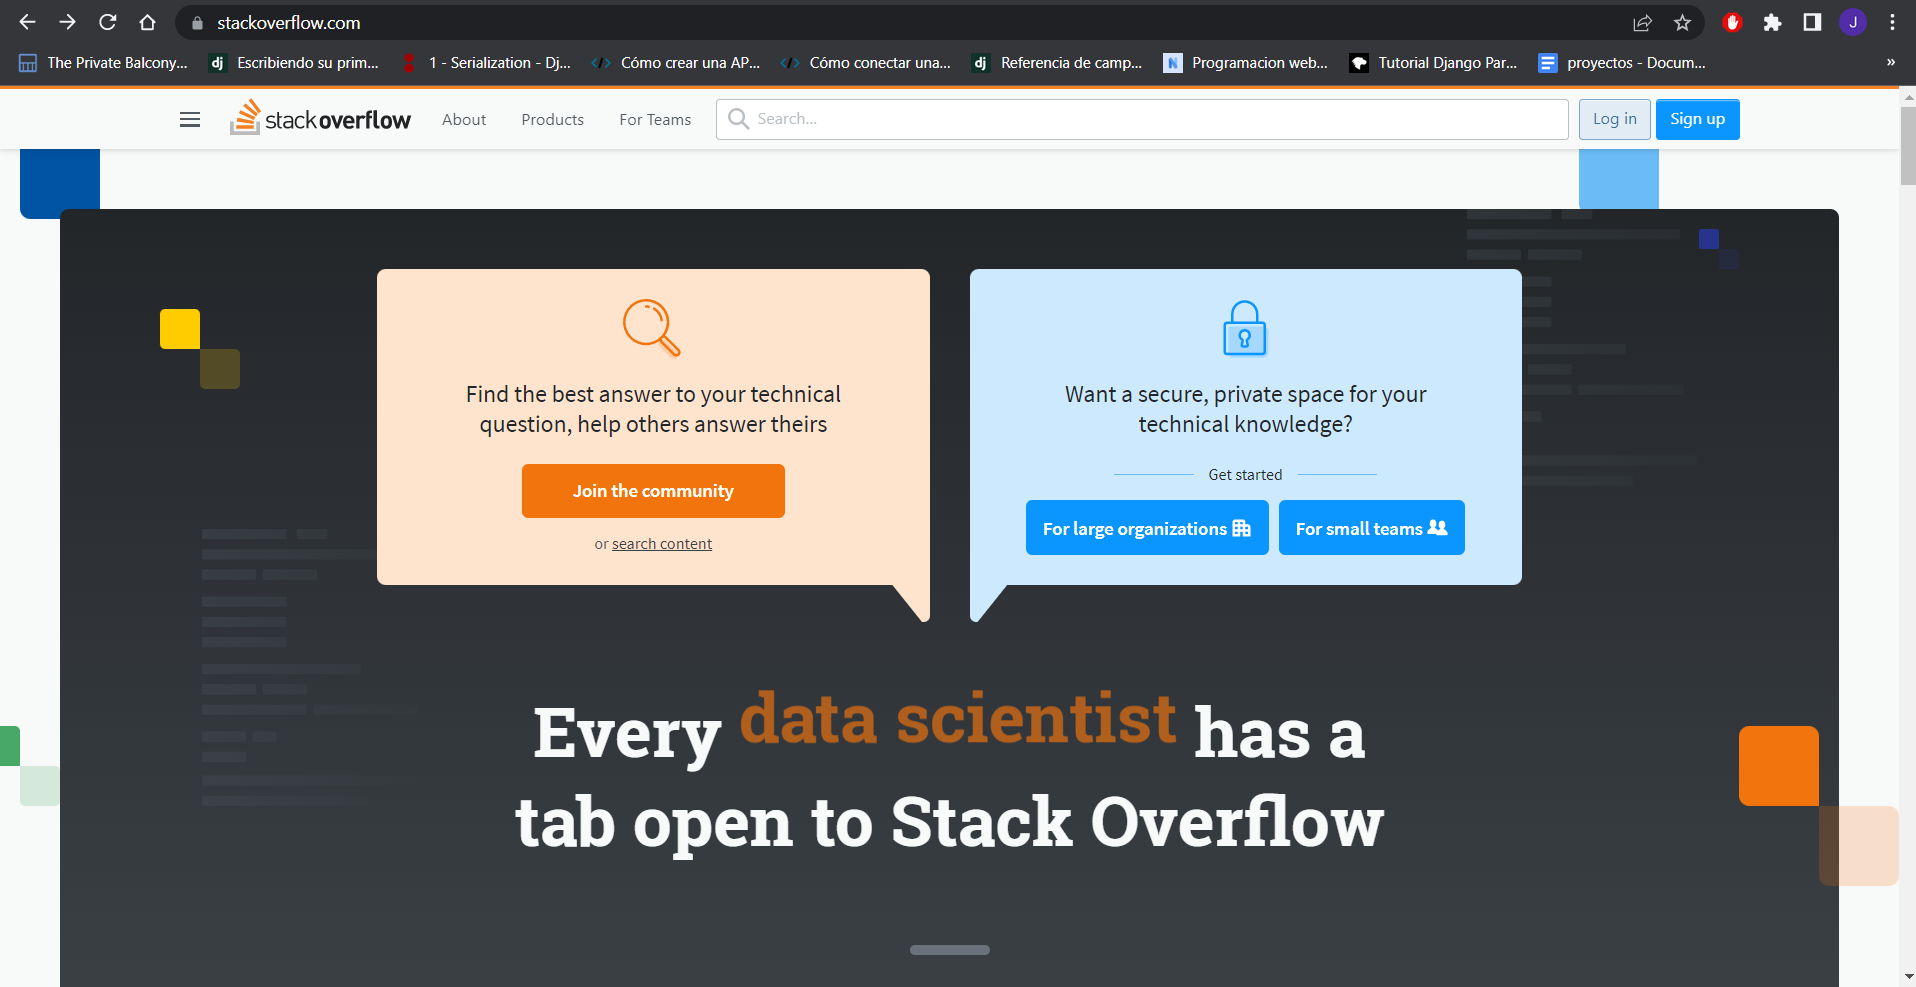 stackoverflow.com
J
The Private Balcony...
dj Escribiendo su prim...
1 - Serialization - Dj...
</> Cómo crear una AP...
</> Cómo conectar una...
dj Referencia de camp...
N Programacion web...
Tutorial Django Par...
proyectos - Docum...
»
stackoverflow
About
Products
For Teams
Search...
Log in
Sign up
Find the best answer to your technical
question, help others answer theirs
Join the community
or search content
Want a secure, private space for your
technical knowledge?
Get started
For large organizations
For small teams
Every data scientist has a
tab open to Stack Overflow